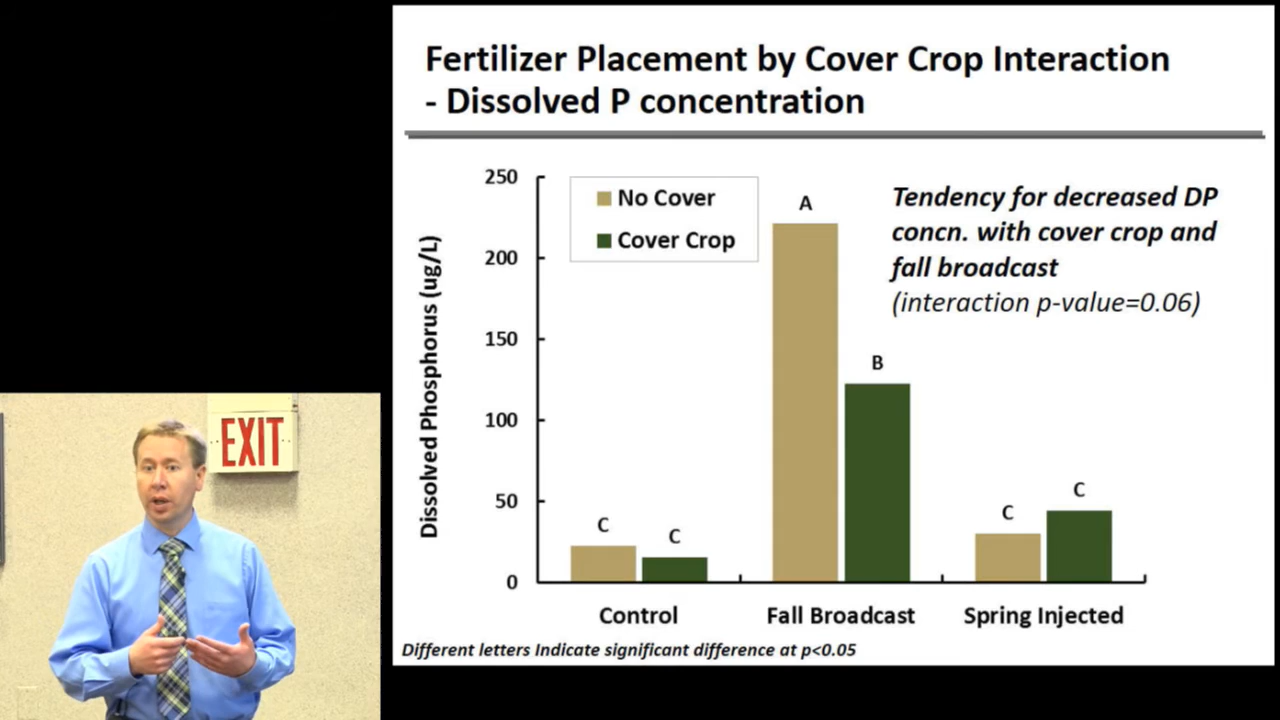 Fertilizer Placement by Cover Crop Interaction
- Dissolved P concentration
250
200
150
100
50
0
Dissolved Phosphorus (ug/L)
No Cover
Cover Crop
A
B
C
C
C
C
Tendency for decreased DP
concn. with cover crop and
fall broadcast
(interaction p-value=0.06)
Control
Fall Broadcast
Spring Injected
Different letters Indicate significant difference at p<0.05
EXIT